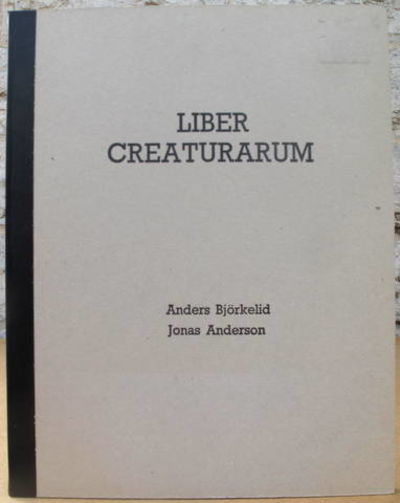 LIBER
CREATURARUM
Anders Björkelid
Jonas Anderson